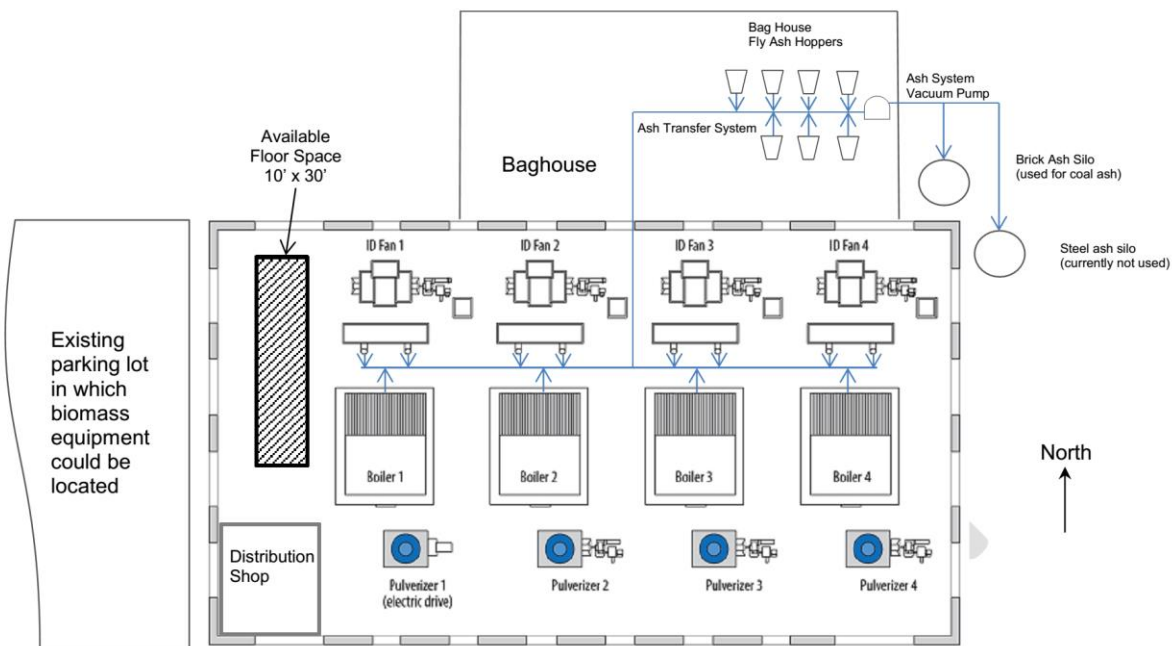 Bag House
Fly Ash Hoppers
Ash System
Vacuum Pump
Ash Transfer System
Available
Floor Space
10' x 30'
Baghouse
Brick Ash Silo
(used for coal ash)
Steel ash silo
(currently not used)
ID Fan 1
ID Fan 2
ID Fan 3
ID Fan 4
Existing
parking lot
in which
biomass
equipment
could be
located
Boiler 1
Boiler 2
Boiler 3
Boiler 4
North
Distribution
Shop
Pulverizer 1
(electric drive)
Pulverizer 2
Pulverizer 3
Pulverizer 4